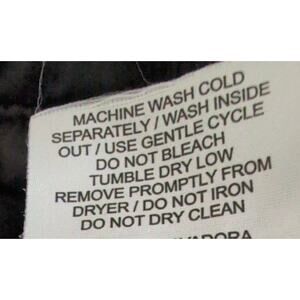 MACHINE WASH COLD
SEPARATELY / WASH INSIDE
OUT / USE GENTLE CYCLE
DO NOT BLEACH
TUMBLE DRY LOW
REMOVE PROMPTLY FROM
DRYER / DO NOT IRON
DO NOT DRY CLEAN